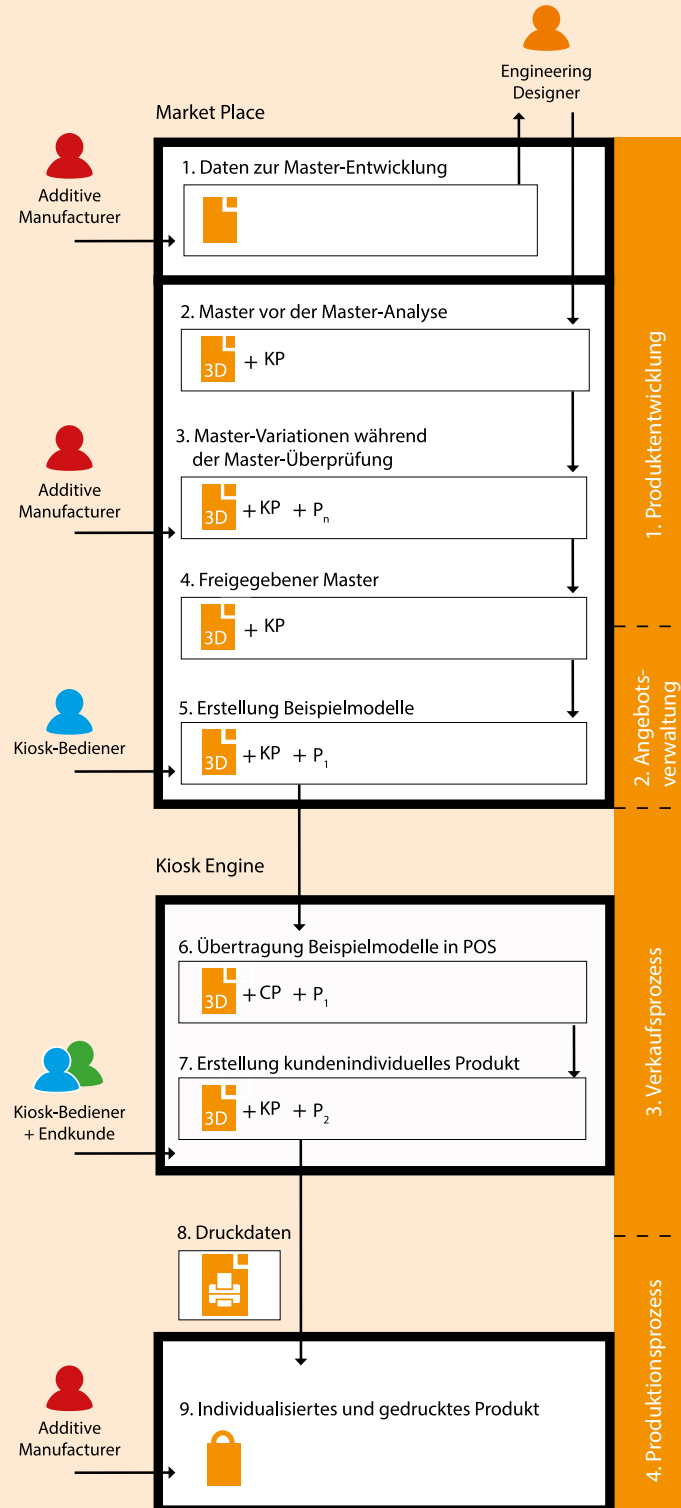 Engineering
Designer
Market Place
Additive
Manufacturer
1. Daten zur Master-Entwicklung
2. Master vor der Master-Analyse
3D + KP
3. Master-Variationen während
der Master-Überprüfung
Additive
Manufacturer
3D + KP + Pn
4. Freigegebener Master
3D + KP
1. Produktentwicklung
5. Erstellung Beispielmodelle
Kiosk-Bediener
3D + KP + P1
2. Angebots-
verwaltung
Kiosk Engine
6. Übertragung Beispielmodelle in POS
3D + CP + P1
7. Erstellung kundenindividuelles Produkt
3D + KP + P2
Kiosk-Bediener
+ Endkunde
3. Verkaufsprozess
8. Druckdaten
9. Individualisiertes und gedrucktes Produkt
Additive
Manufacturer
4. Produktionsprozess